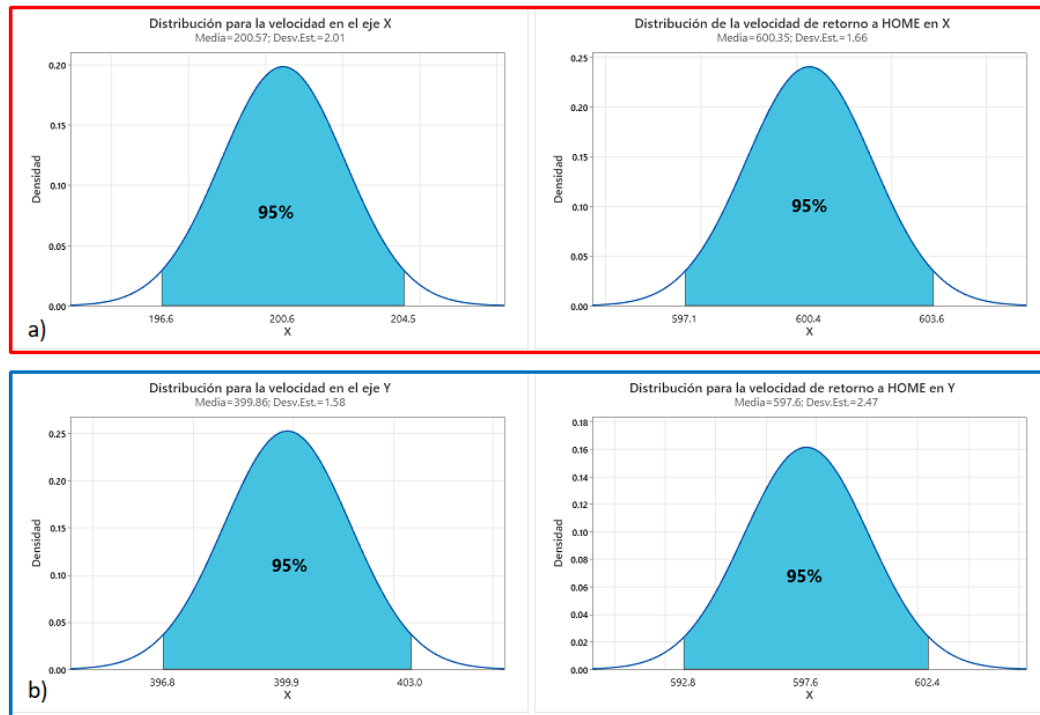 Distribución para la velocidad en el eje X
Media=200.57; Desv.Est.=2.01
0.20
0.15
0.10
0.05
0.00
Densidad
95%
196.6
200.6
204.5
X
a)
Distribución de la velocidad de retorno a HOME en X
Media=600.35; Desv.Est.=1.66
0.25
0.20
0.15
0.10
0.05
0.00
Densidad
95%
597.1
600.4
603.6
X
Distribución para la velocidad en el eje Y
Media=399.86; Desv.Est.=1.58
0.25
0.20
0.15
0.10
0.05
0.00
Densidad
95%
396.8
399.9
403.0
X
b)
Distribución para la velocidad de retorno a HOME en Y
Media=597.6; Desv.Est.=2.47
0.18
0.16
0.14
0.12
0.10
0.08
0.06
0.04
0.02
0.00
Densidad
95%
592.8
597.6
602.4
X